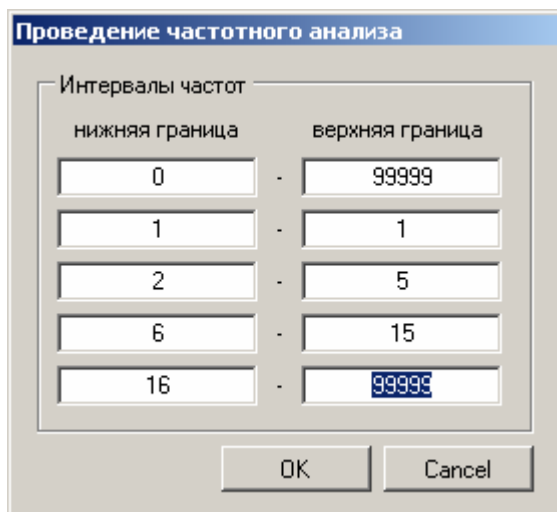 Проведение частотного анализа
Интервалы частот
нижняя граница верхняя граница
0 - 99999
1 - 1
2 - 5
6 - 15
16 - 99999
OK Cancel